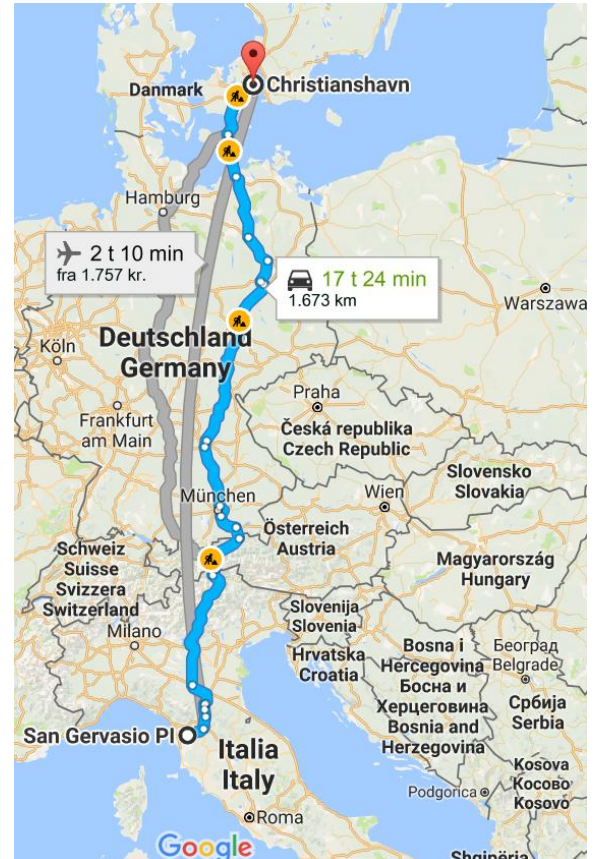 Danmark
Christianshavn
Hamburg
2 t 10 min
fra 1.757 kr.
17 t 24 min
1.673 km
Warszawa
Deutschland
Germany
Köln
Praha
Frankfurt
am Main
Česká republika
Czech Republic
Slovensko
Slovakia
München
Wien
Österreich
Austria
Schweiz
Suisse
Svizzera
Switzerland
Magyarország
Hungary
Milano
Slovenija
Slovenia
Hrvatska
Croatia
Bosna i
Hercegovina
Босна и
Херцеговина
Bosnia and
Herzegovina
Београд
Belgrade
Србија
Serbia
San Gervasio PI
Italia
Italy
Kosova
Косово
Kosovo
Podgorica
Roma
Google
Shqipëria